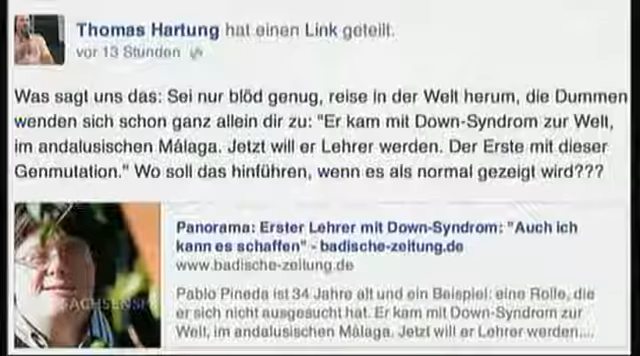 Thomas Hartung hat einen Link geteilt.
vor 13 Stunden
Was sagt uns das: Sei nur blöd genug, reise in der Welt herum, die Dummen
wenden sich schon ganz allein dir zu: "Er kam mit Down-Syndrom zur Welt,
im andalusischen Málaga. Jetzt will er Lehrer werden. Der Erste mit dieser
Genmutation." Wo soll das hinführen, wenn es als normal gezeigt wird???
Panorama: Erster Lehrer mit Down-Syndrom: "Auch ich
kann es schaffen" - badische-zeitung.de
www.badische-zeitung.de
Pablo Pineda ist 34 Jahre alt und ein Beispiel: eine Rolle, die
er sich nicht ausgesucht hat. Er kam mit Down-Syndrom zur
Welt, im andalusischen Málaga. Jetzt will er Lehrer werden....
SACHSENSP